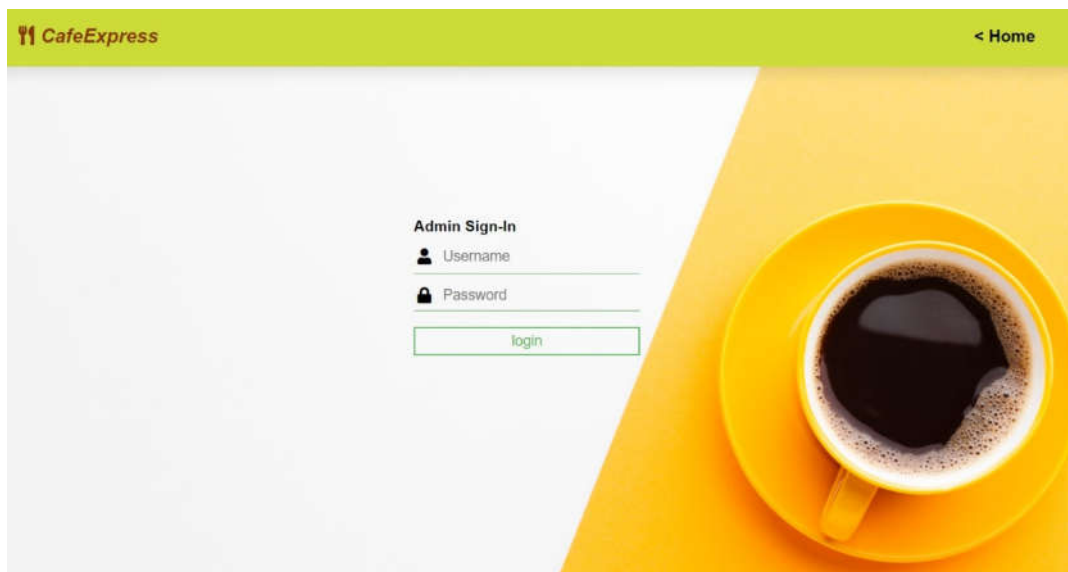 CafeExpress
< Home
Admin Sign-In
Username
Password
login